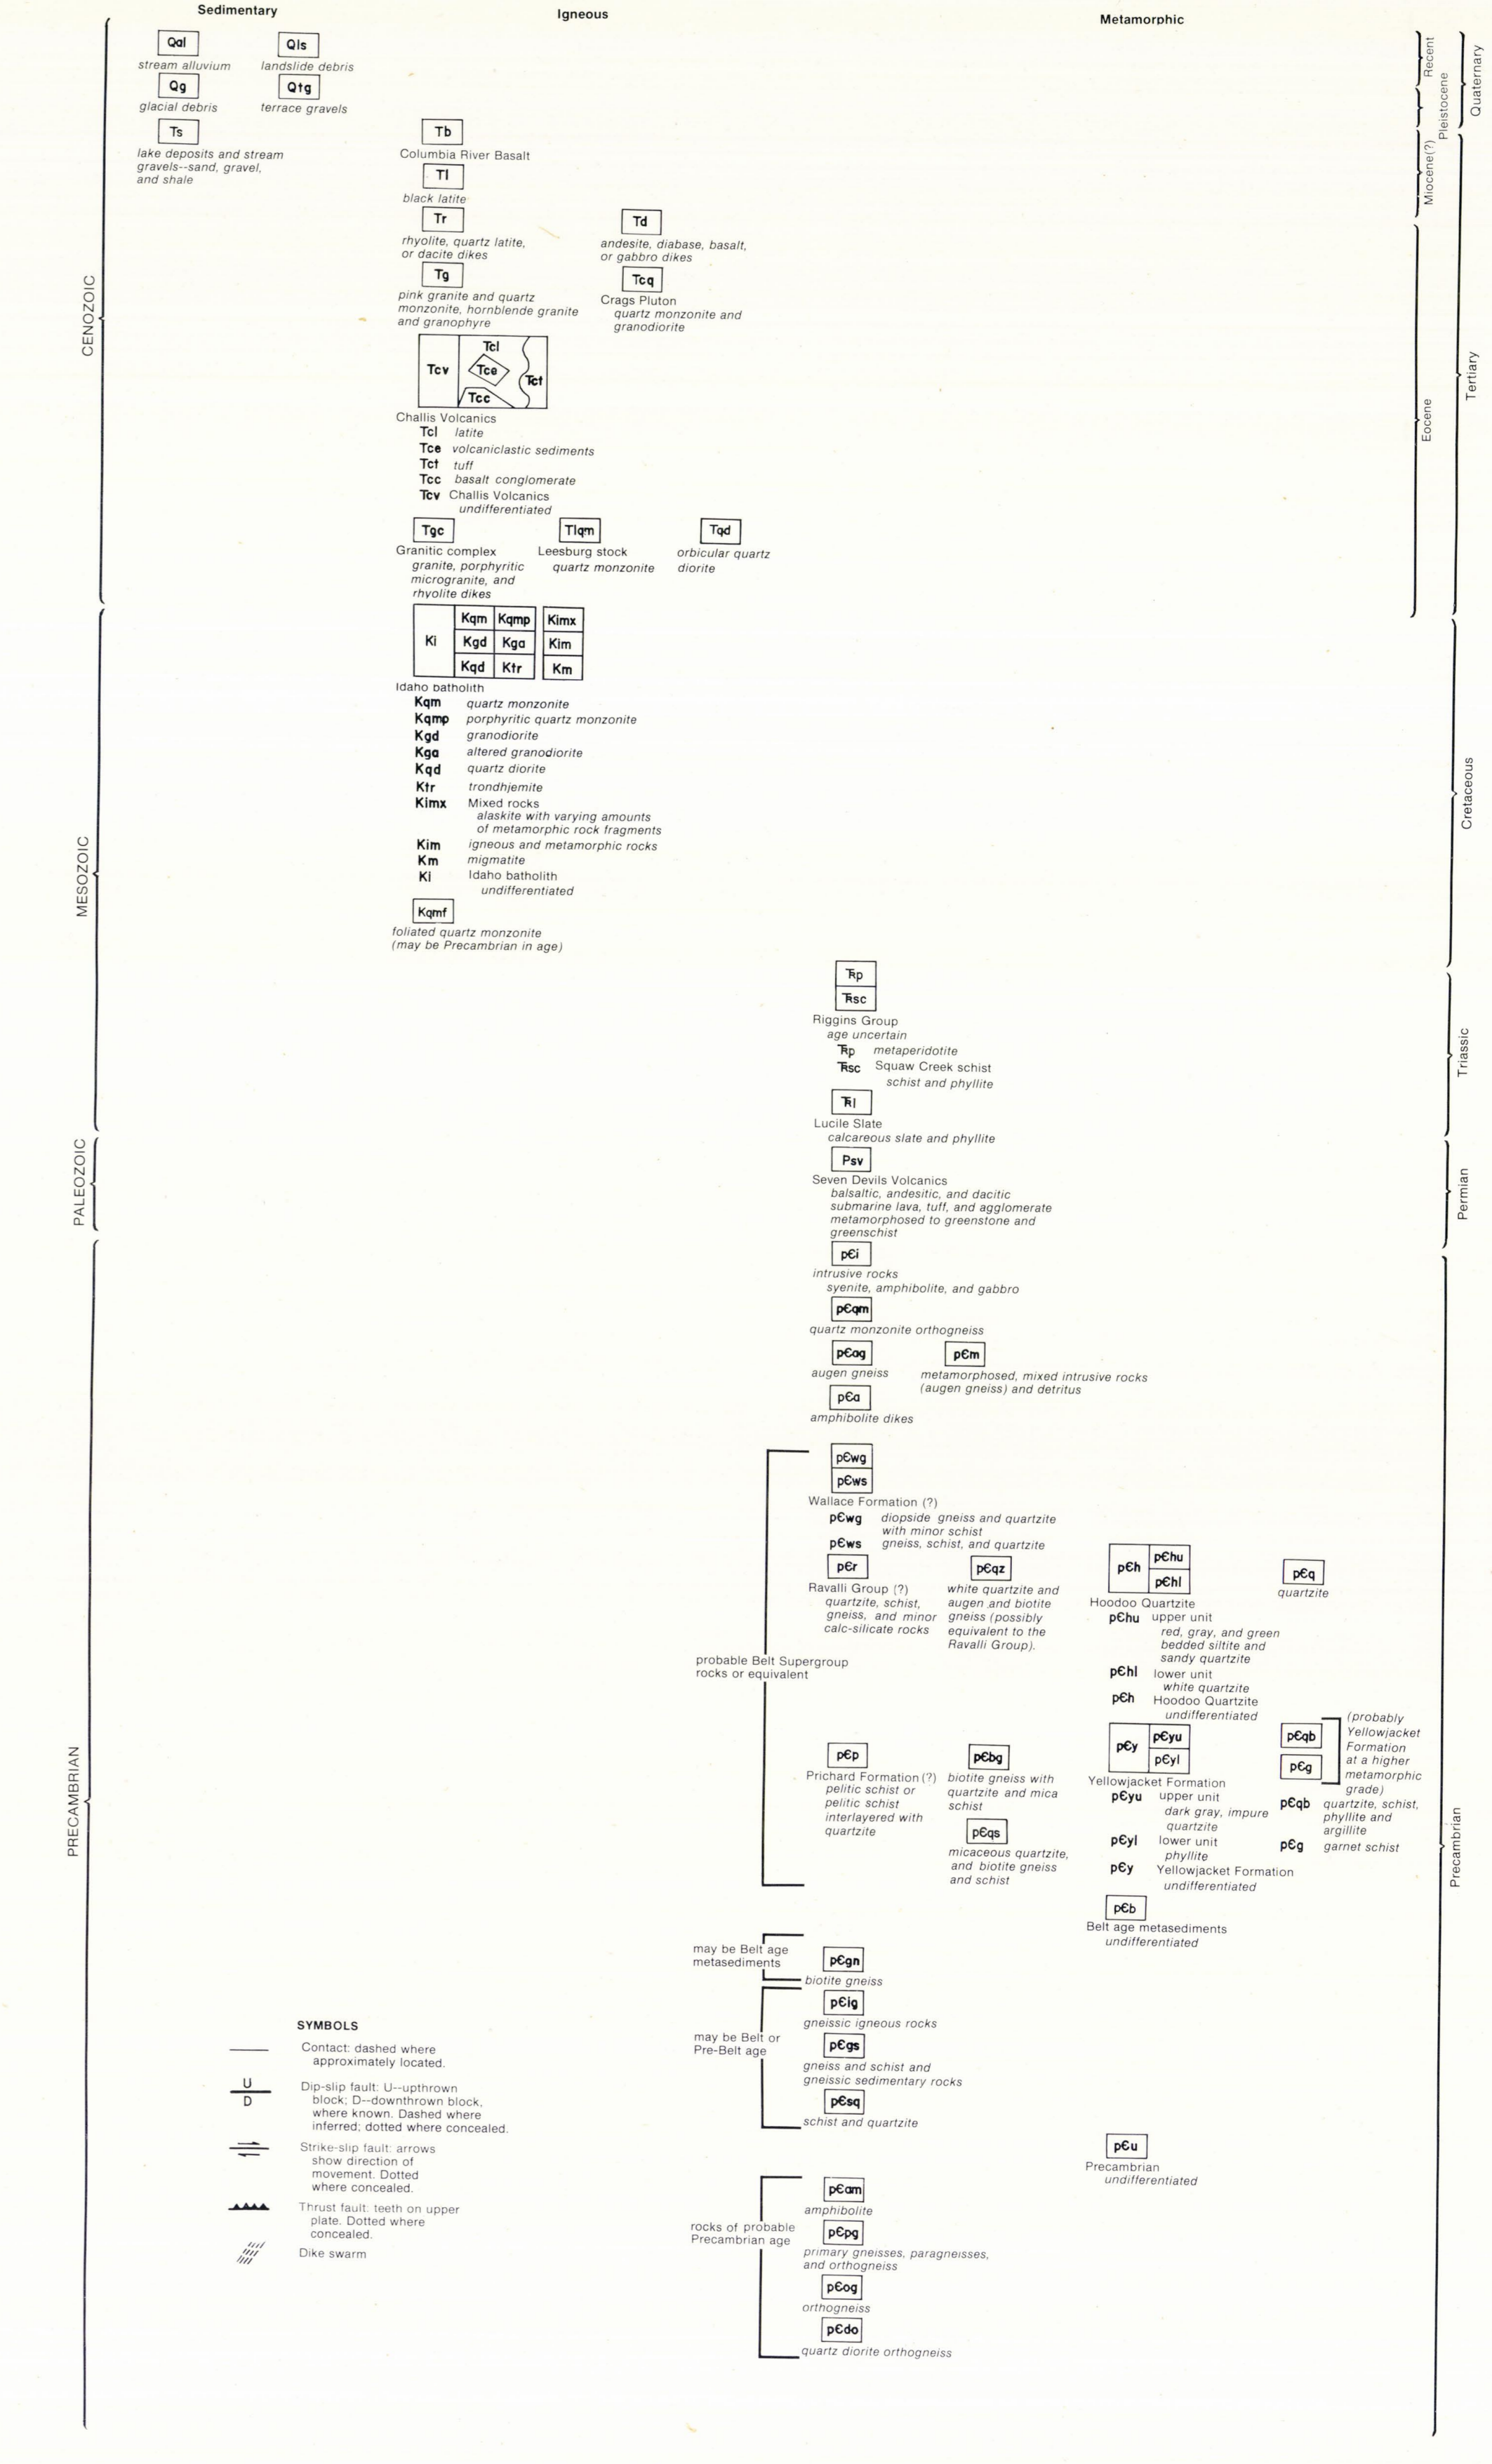 Sedimentary
Igneous
Metamorphic
CENOZOIC
MESOZOIC
PALEOZOIC
PRECAMBRIAN
Qal
stream alluvium
Qls
landslide debris
Qg
glacial debris
Qtg
terrace gravels
Ts
lake deposits and stream
gravels--sand, gravel,
and shale
Tb
Columbia River Basalt
Tl
black latite
Tr
rhyolite, quartz latite,
or dacite dikes
Td
andesite, diabase, basalt,
or gabbro dikes
Tg
pink granite and quartz
monzonite, hornblende granite
and granophyre
Tcq
Crags Pluton
quartz monzonite and
granodiorite
Tcv
Tcl
Tce
Tct
Tcc
Challis Volcanics
Tcl latite
Tce volcaniclastic sediments
Tct tuff
Tcc basalt conglomerate
Tcv Challis Volcanics
undifferentiated
Tgc
Granitic complex
granite, porphyritic
microgranite, and
rhyolite dikes
Tlqm
Leesburg stock
quartz monzonite
Tqd
orbicular quartz
diorite
Ki
Kqm Kqmp Kimx
Kgd Kga Kim
Kqd Ktr Km
Idaho batholith
Kqm quartz monzonite
Kqmp porphyritic quartz monzonite
Kgd granodiorite
Kga altered granodiorite
Kqd quartz diorite
Ktr trondhjemite
Kimx Mixed rocks
alaskite with varying amounts
of metamorphic rock fragments
Kim igneous and metamorphic rocks
Km migmatite
Ki Idaho batholith
undifferentiated
Kqmf
foliated quartz monzonite
(may be Precambrian in age)
T̶Rp
T̶Rsc
Riggins Group
age uncertain
T̶Rp metaperidotite
T̶Rsc Squaw Creek schist
schist and phyllite
T̶Rl
Lucile Slate
calcareous slate and phyllite
Psv
Seven Devils Volcanics
balsaltic, andesitic, and dacitic
submarine lava, tuff, and agglomerate
metamorphosed to greenstone and
greenschist
p€i
intrusive rocks
syenite, amphibolite, and gabbro
p€qm
quartz monzonite orthogneiss
p€ag
augen gneiss
p€m
metamorphosed, mixed intrusive rocks
(augen gneiss) and detritus
p€a
amphibolite dikes
probable Belt Supergroup
rocks or equivalent
p€wg
p€ws
Wallace Formation (?)
p€wg diopside gneiss and quartzite
with minor schist
p€ws gneiss, schist, and quartzite
p€r
Ravalli Group (?)
quartzite, schist,
gneiss, and minor
calc-silicate rocks
p€qz
white quartzite and
augen and biotite
gneiss (possibly
equivalent to the
Ravalli Group).
p€h
p€hu
p€hl
Hoodoo Quartzite
p€hu upper unit
red, gray, and green
bedded siltite and
sandy quartzite
p€hl lower unit
white quartzite
p€h Hoodoo Quartzite
undifferentiated
p€q
quartzite
p€p
Prichard Formation (?)
pelitic schist or
pelitic schist
interlayered with
quartzite
p€bg
biotite gneiss with
quartzite and mica
schist
p€qs
micaceous quartzite,
and biotite gneiss
and schist
p€y
p€yu
p€yl
Yellowjacket Formation
p€yu upper unit
dark gray, impure
quartzite
p€yl lower unit
phyllite
p€y Yellowjacket Formation
undifferentiated
p€qb
p€g
(probably
Yellowjacket
Formation
at a higher
metamorphic
grade)
p€qb quartzite, schist,
phyllite and
argillite
p€g garnet schist
p€b
Belt age metasediments
undifferentiated
may be Belt age
metasediments
p€gn
biotite gneiss
may be Belt or
Pre-Belt age
p€ig
gneissic igneous rocks
p€gs
gneiss and schist and
gneissic sedimentary rocks
p€sq
schist and quartzite
p€u
Precambrian
undifferentiated
rocks of probable
Precambrian age
p€am
amphibolite
p€pg
primary gneisses, paragneisses,
and orthogneiss
p€og
orthogneiss
p€do
quartz diorite orthogneiss
SYMBOLS
Contact: dashed where
approximately located.
U
D
Dip-slip fault: U--upthrown
block; D--downthrown block,
where known. Dashed where
inferred; dotted where concealed.
Strike-slip fault: arrows
show direction of
movement. Dotted
where concealed.
Thrust fault: teeth on upper
plate. Dotted where
concealed.
Dike swarm
Recent
Pleistocene
Miocene(?)
Eocene
Quaternary
Tertiary
Cretaceous
Triassic
Permian
Precambrian